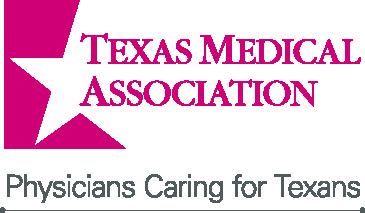 TEXAS MEDICAL
ASSOCIATION
Physicians Caring for Texans